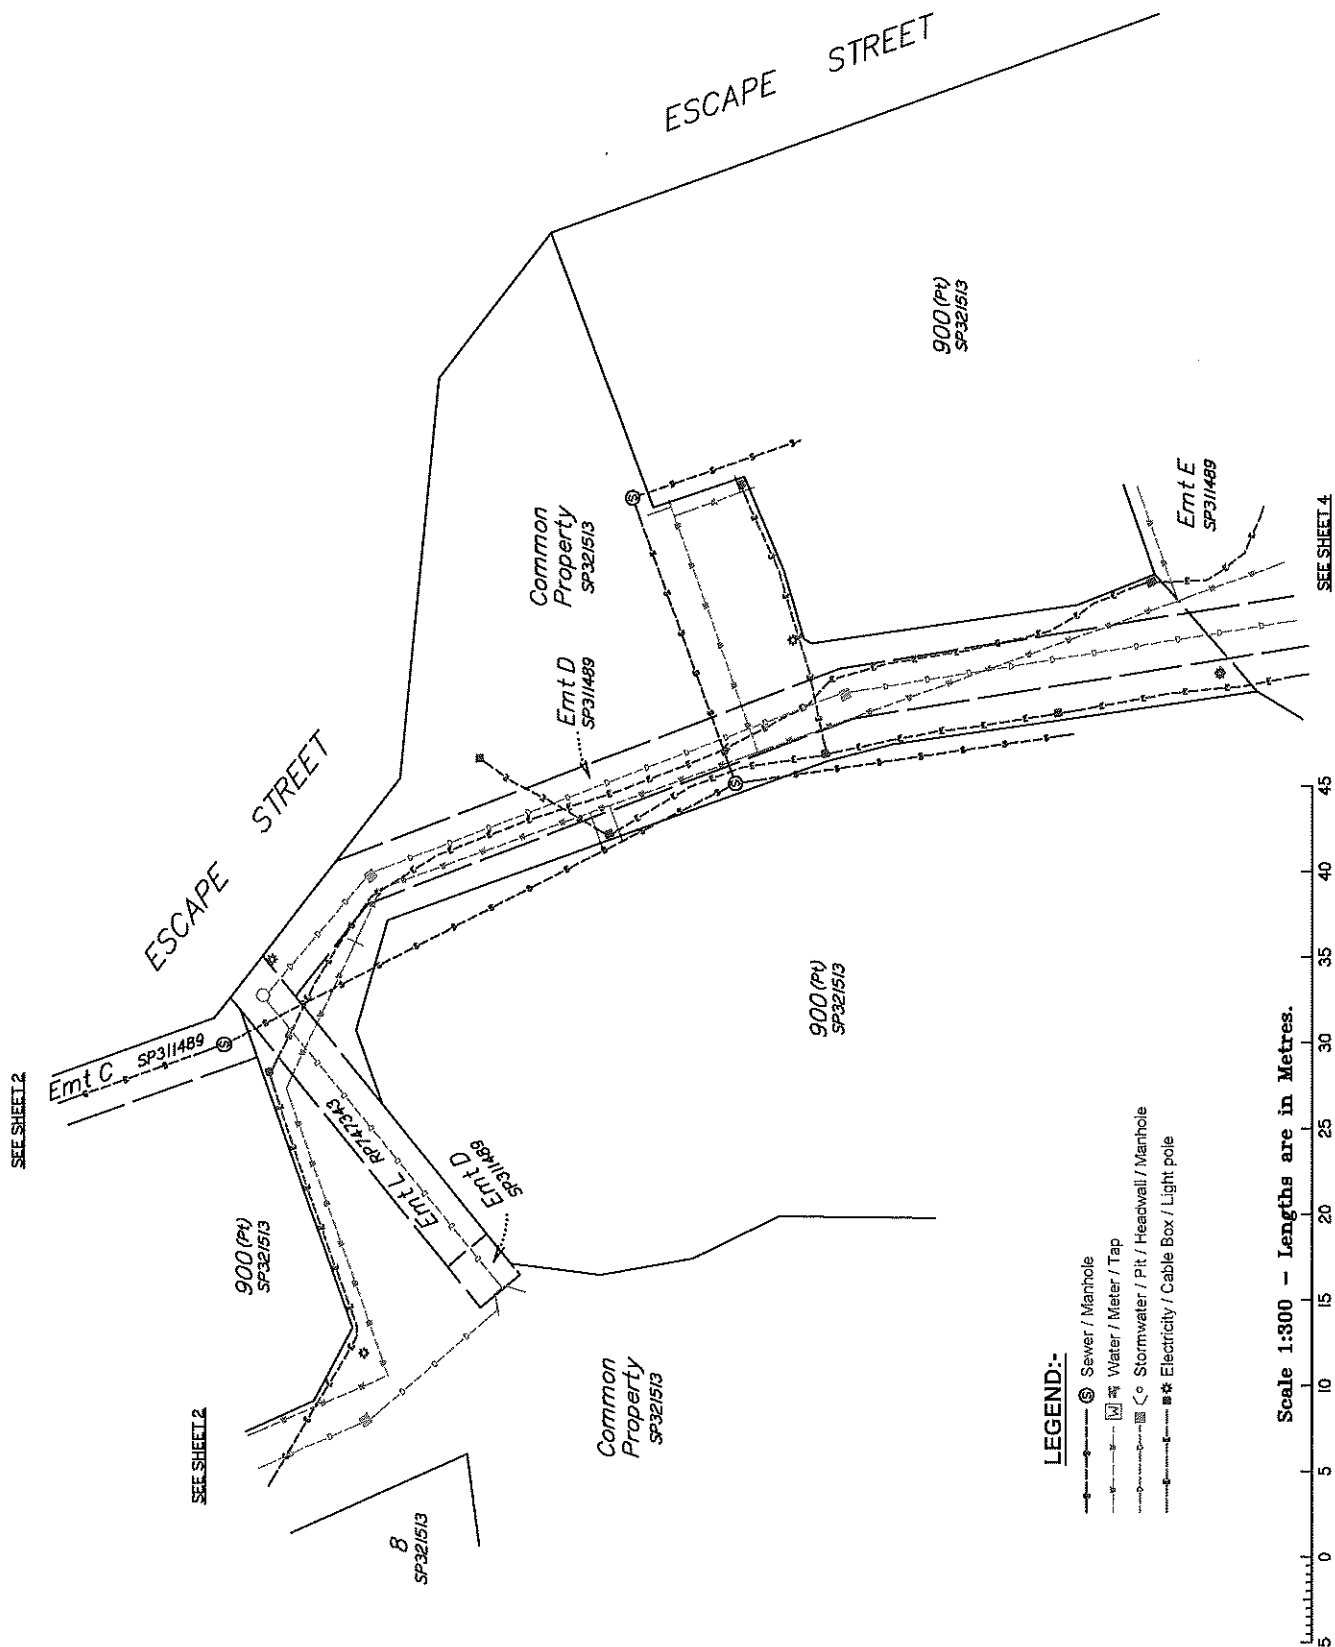 SEE SHEET 2
Emt C SP311489
ESCAPE STREET
ESCAPE STREET
900 (Pt)
SP321513
Emt L RP747343
Emt D
SP311489
Emt D
SP311489
Common
Property
SP321513
900 (Pt)
SP321513
Emt E
SP311489
SEE SHEET 4
900 (Pt)
SP321513
SEE SHEET 2
8
SP321513
Common
Property
SP321513
LEGEND:-
S Sewer / Manhole
W Water / Meter / Tap
Stormwater / Pit / Headwall / Manhole
Electricity / Cable Box / Light pole
Scale 1:300 – Lengths are in Metres.
5 0 5 10 15 20 25 30 35 40 45